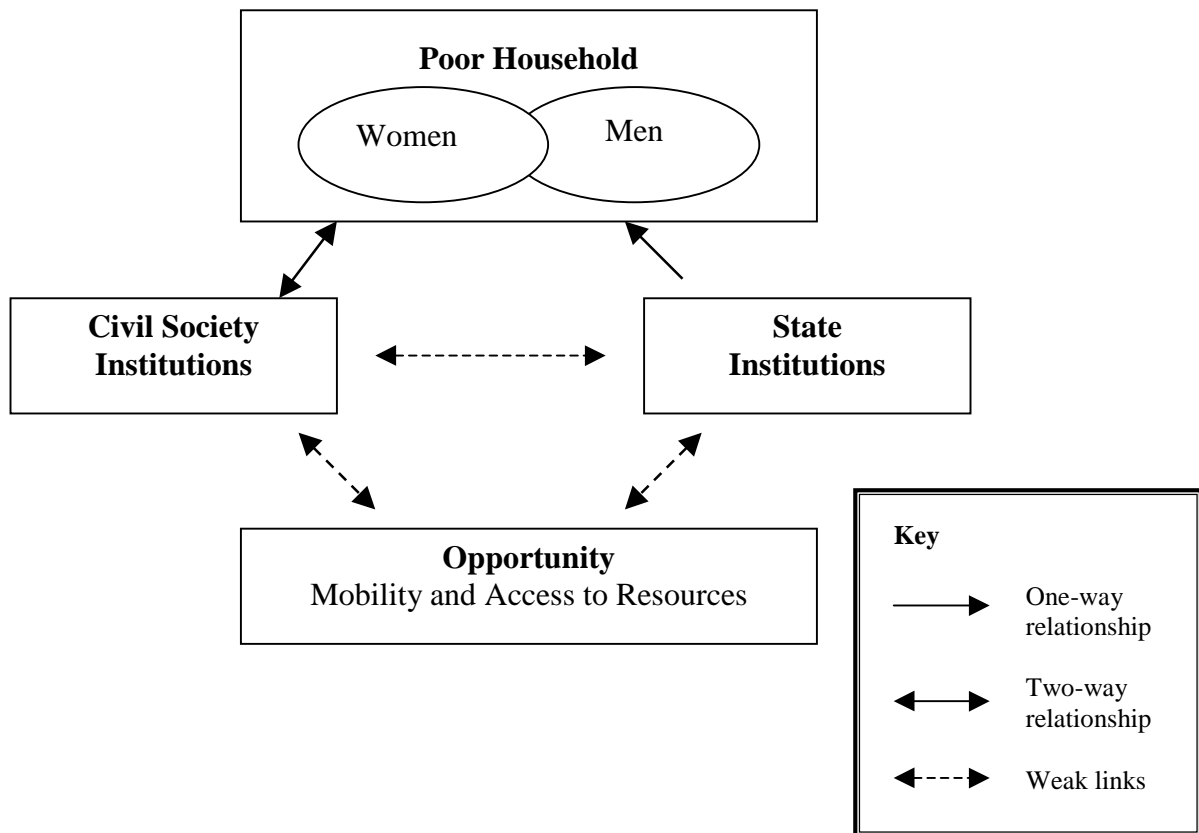 Poor Household
Women
Men
Civil Society
Institutions
State
Institutions
Opportunity
Mobility and Access to Resources
Key
One-way
relationship
Two-way
relationship
Weak links